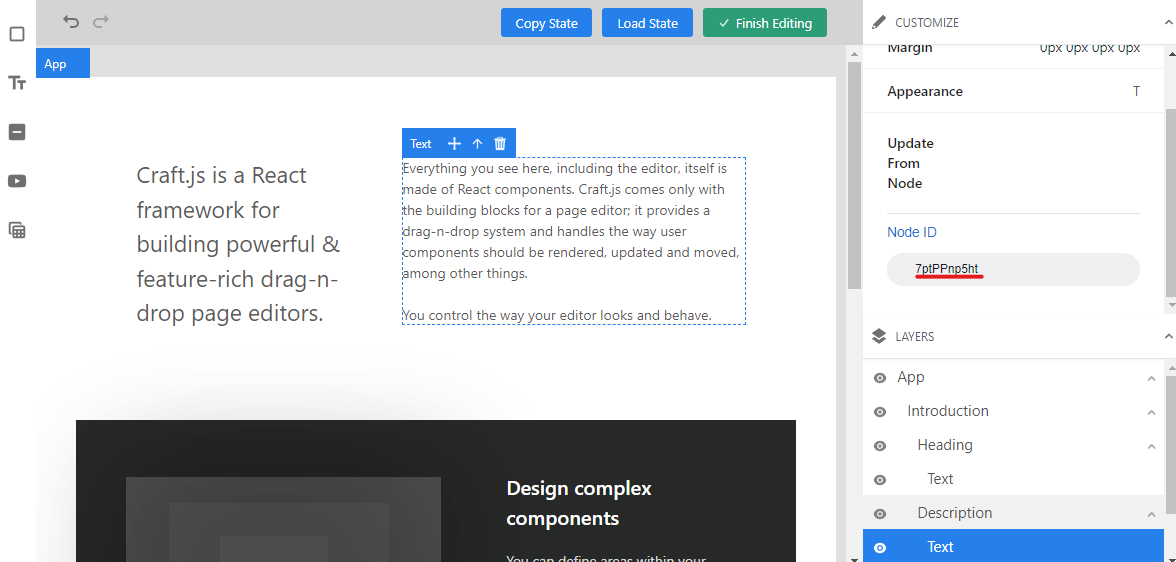 Copy State
Load State
Finish Editing
CUSTOMIZE
App
Margin
0px 0px 0px 0px
Appearance
T
Text
Craft.js is a React
framework for
building powerful &
feature-rich drag-n-
drop page editors.
Everything you see here, including the editor, itself is
made of React components. Craft.js comes only with
the building blocks for a page editor; it provides a
drag-n-drop system and handles the way user
components should be rendered, updated and moved,
among other things.
You control the way your editor looks and behave.
Update
From
Node
Node ID
7ptPPnp5ht
LAYERS
App
Introduction
Heading
Text
Description
Text
Design complex
components
You can define areas within your